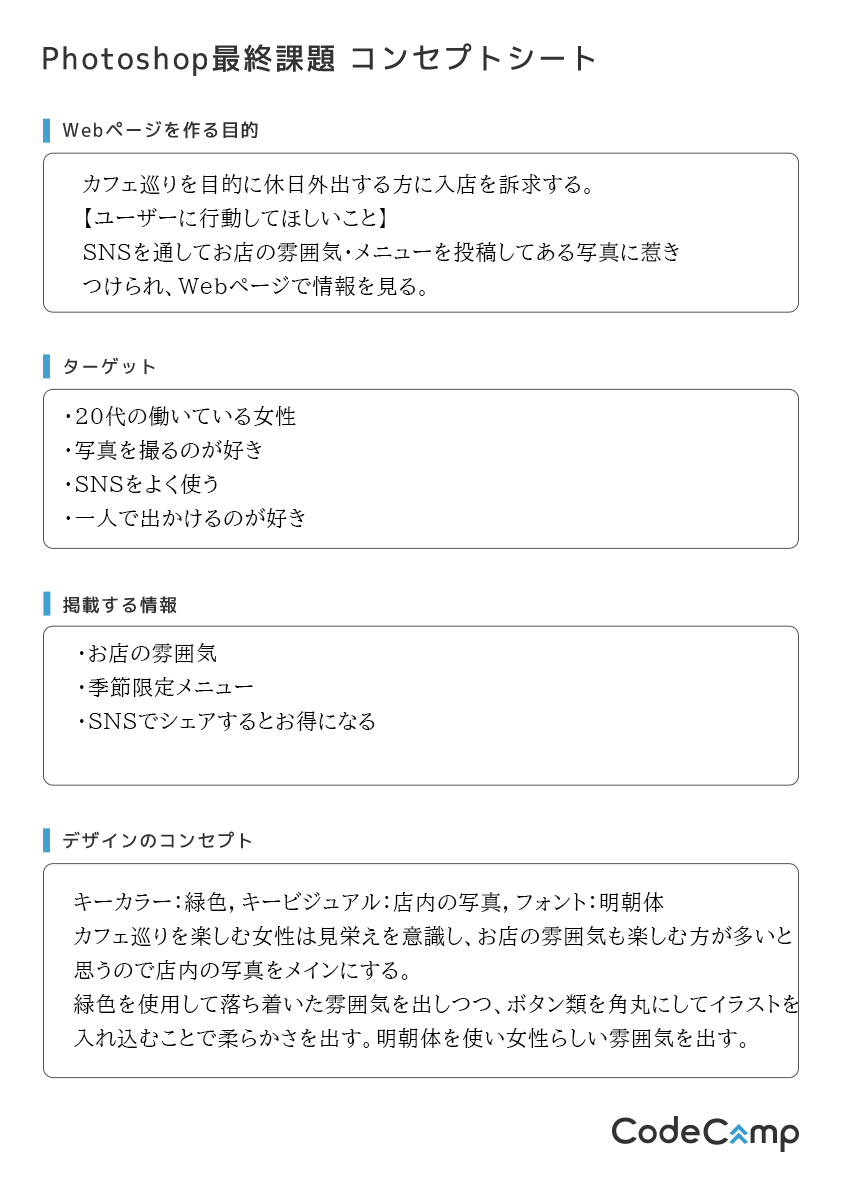 Photoshop最終課題 コンセプトシート
Webページを作る目的
カフェ巡りを目的に休日外出する方に入店を訴求する。
【ユーザーに行動してほしいこと】
SNSを通してお店の雰囲気・メニューを投稿してある写真に惹き
つけられ、Webページで情報を見る。
ターゲット
・20代の働いている女性
・写真を撮るのが好き
・SNSをよく使う
・一人で出かけるのが好き
掲載する情報
・お店の雰囲気
・季節限定メニュー
・SNSでシェアするとお得になる
デザインのコンセプト
キーカラー：緑色, キービジュアル：店内の写真, フォント：明朝体
カフェ巡りを楽しむ女性は見栄えを意識し、お店の雰囲気も楽しむ方が多いと
思うので店内の写真をメインにする。
緑色を使用して落ち着いた雰囲気を出しつつ、ボタン類を角丸にしてイラストを
入れ込むことで柔らかさを出す。明朝体を使い女性らしい雰囲気を出す。
CodeCamp